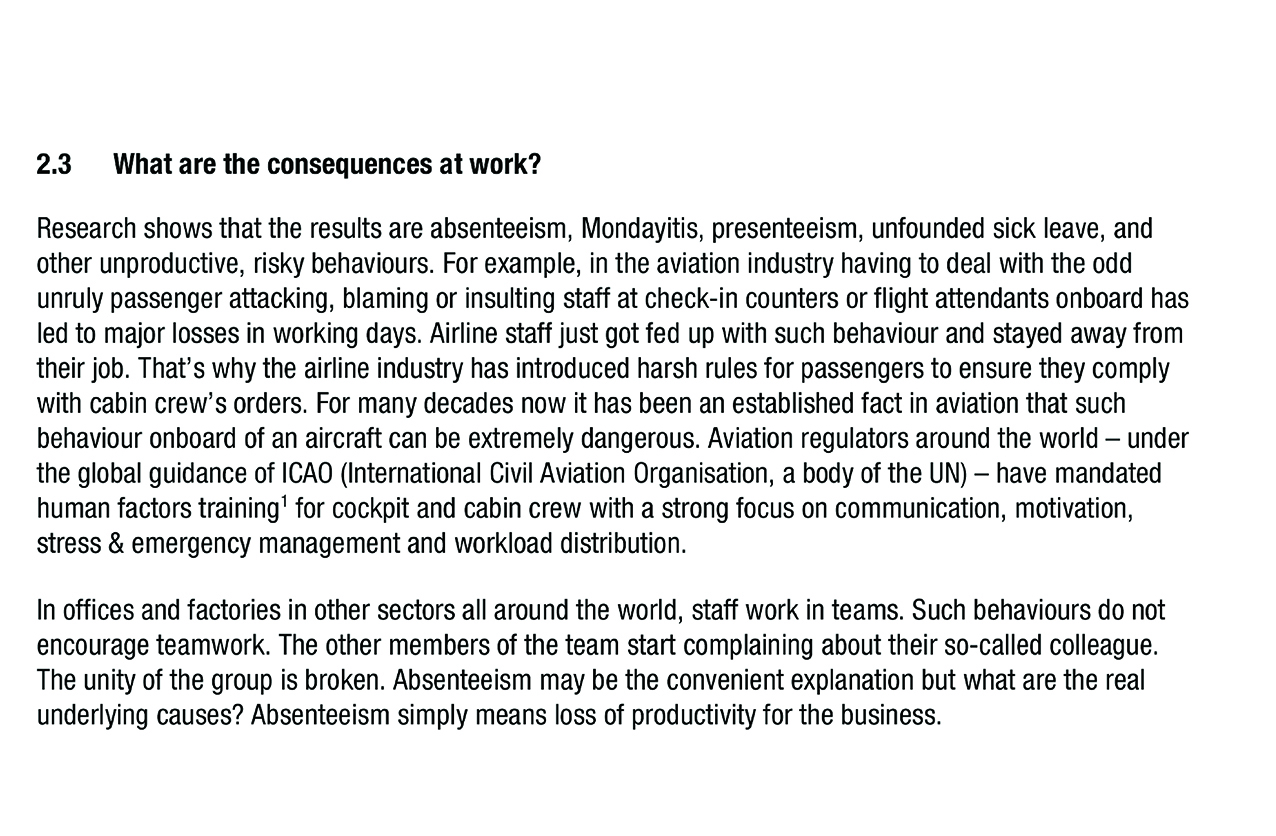 2.3 What are the consequences at work?
Research shows that the results are absenteeism, Mondayitis, presenteeism, unfounded sick leave, and
other unproductive, risky behaviours. For example, in the aviation industry having to deal with the odd
unruly passenger attacking, blaming or insulting staff at check-in counters or flight attendants onboard has
led to major losses in working days. Airline staff just got fed up with such behaviour and stayed away from
their job. That’s why the airline industry has introduced harsh rules for passengers to ensure they comply
with cabin crew’s orders. For many decades now it has been an established fact in aviation that such
behaviour onboard of an aircraft can be extremely dangerous. Aviation regulators around the world – under
the global guidance of ICAO (International Civil Aviation Organisation, a body of the UN) – have mandated
human factors training¹ for cockpit and cabin crew with a strong focus on communication, motivation,
stress & emergency management and workload distribution.
In offices and factories in other sectors all around the world, staff work in teams. Such behaviours do not
encourage teamwork. The other members of the team start complaining about their so-called colleague.
The unity of the group is broken. Absenteeism may be the convenient explanation but what are the real
underlying causes? Absenteeism simply means loss of productivity for the business.